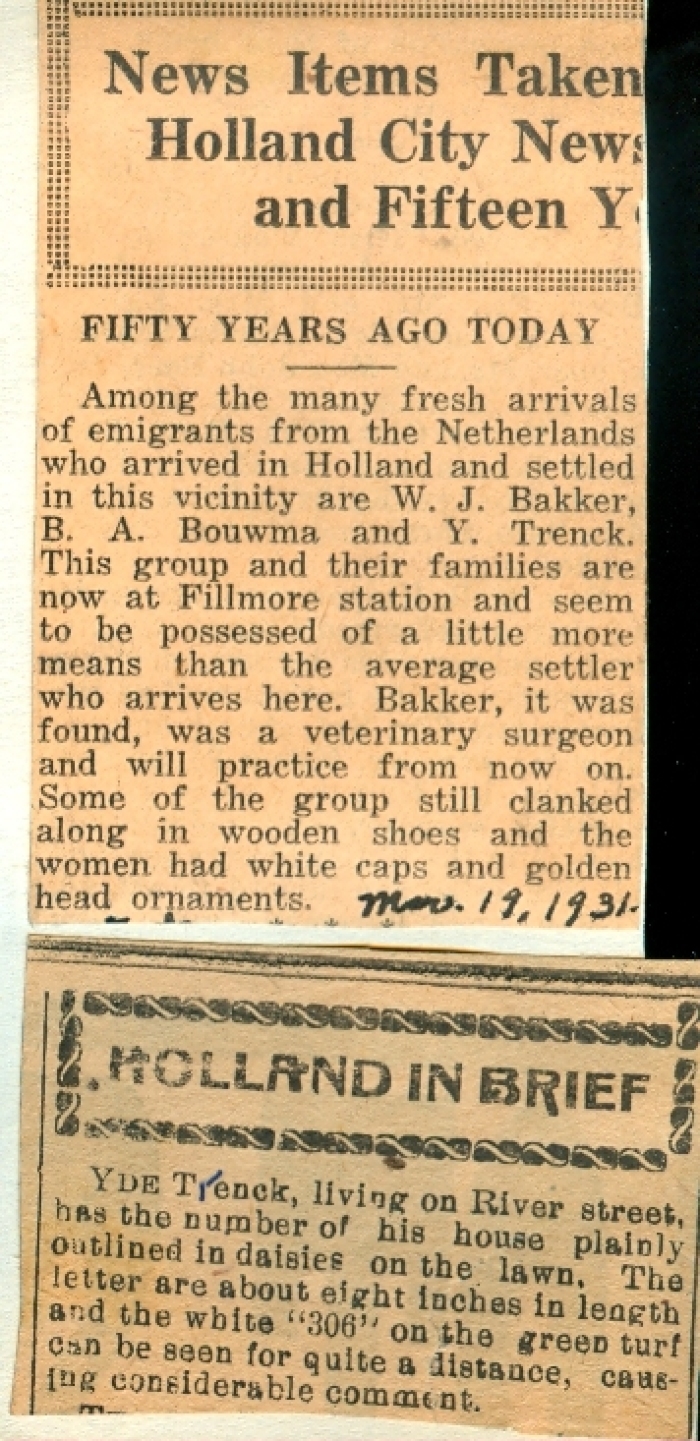 News Items Taken
Holland City News
and Fifteen Y
FIFTY YEARS AGO TODAY
Among the many fresh arrivals
of emigrants from the Netherlands
who arrived in Holland and settled
in this vicinity are W. J. Bakker,
B. A. Bouwma and Y. Trenck.
This group and their families are
now at Fillmore station and seem
to be possessed of a little more
means than the average settler
who arrives here. Bakker, it was
found, was a veterinary surgeon
and will practice from now on.
Some of the group still clanked
along in wooden shoes and the
women had white caps and golden
head ornaments. Mar. 19, 1931.
* * *
HOLLAND IN BRIEF
YDE Trenck, living on River street,
has the number of his house plainly
outlined in daisies on the lawn. The
letter are about eight inches in length
and the white "306" on the green turf
can be seen for quite a distance, caus-
ing considerable comment.